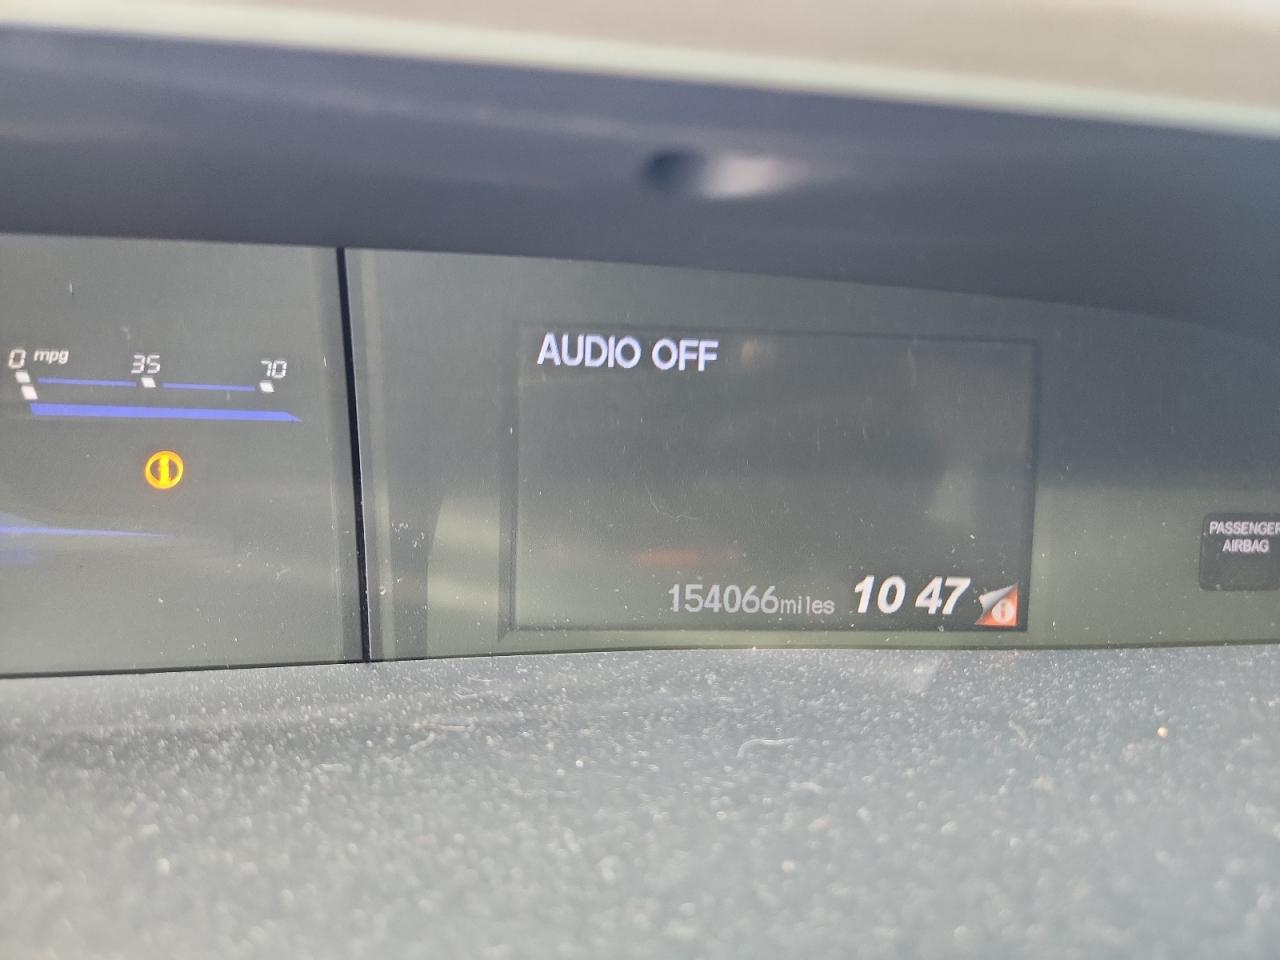 0 mpg 35 70
AUDIO OFF
154066miles 10 47
PASSENGER
AIRBAG